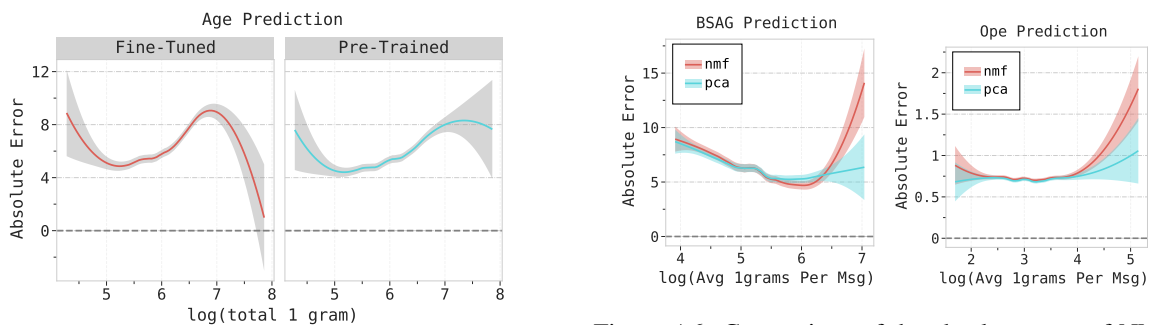 Age Prediction
Fine-Tuned
Pre-Trained
Absolute Error
12
8
4
0
5
6
7
8
5
6
7
8
log(total 1 gram)
BSAG Prediction
nmf
pca
Absolute Error
15
10
5
0
4
5
6
7
log(Avg 1grams Per Msg)
Ope Prediction
nmf
pca
Absolute Error
2
1.5
1
0.5
0
2
3
4
5
log(Avg 1grams Per Msg)